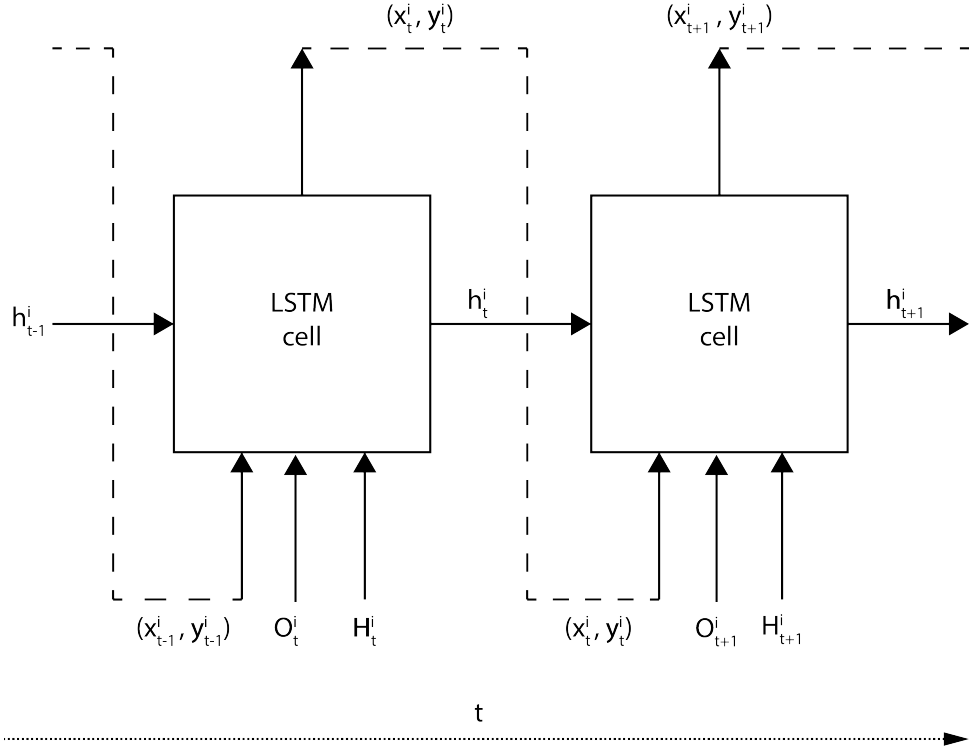 (x^i_t, y^i_t)
(x^i_{t+1}, y^i_{t+1})
LSTM
cell
LSTM
cell
h^i_{t-1}
h^i_t
h^i_{t+1}
(x^i_{t-1}, y^i_{t-1})
O^i_t
H^i_t
(x^i_t, y^i_t)
O^i_{t+1}
H^i_{t+1}
t